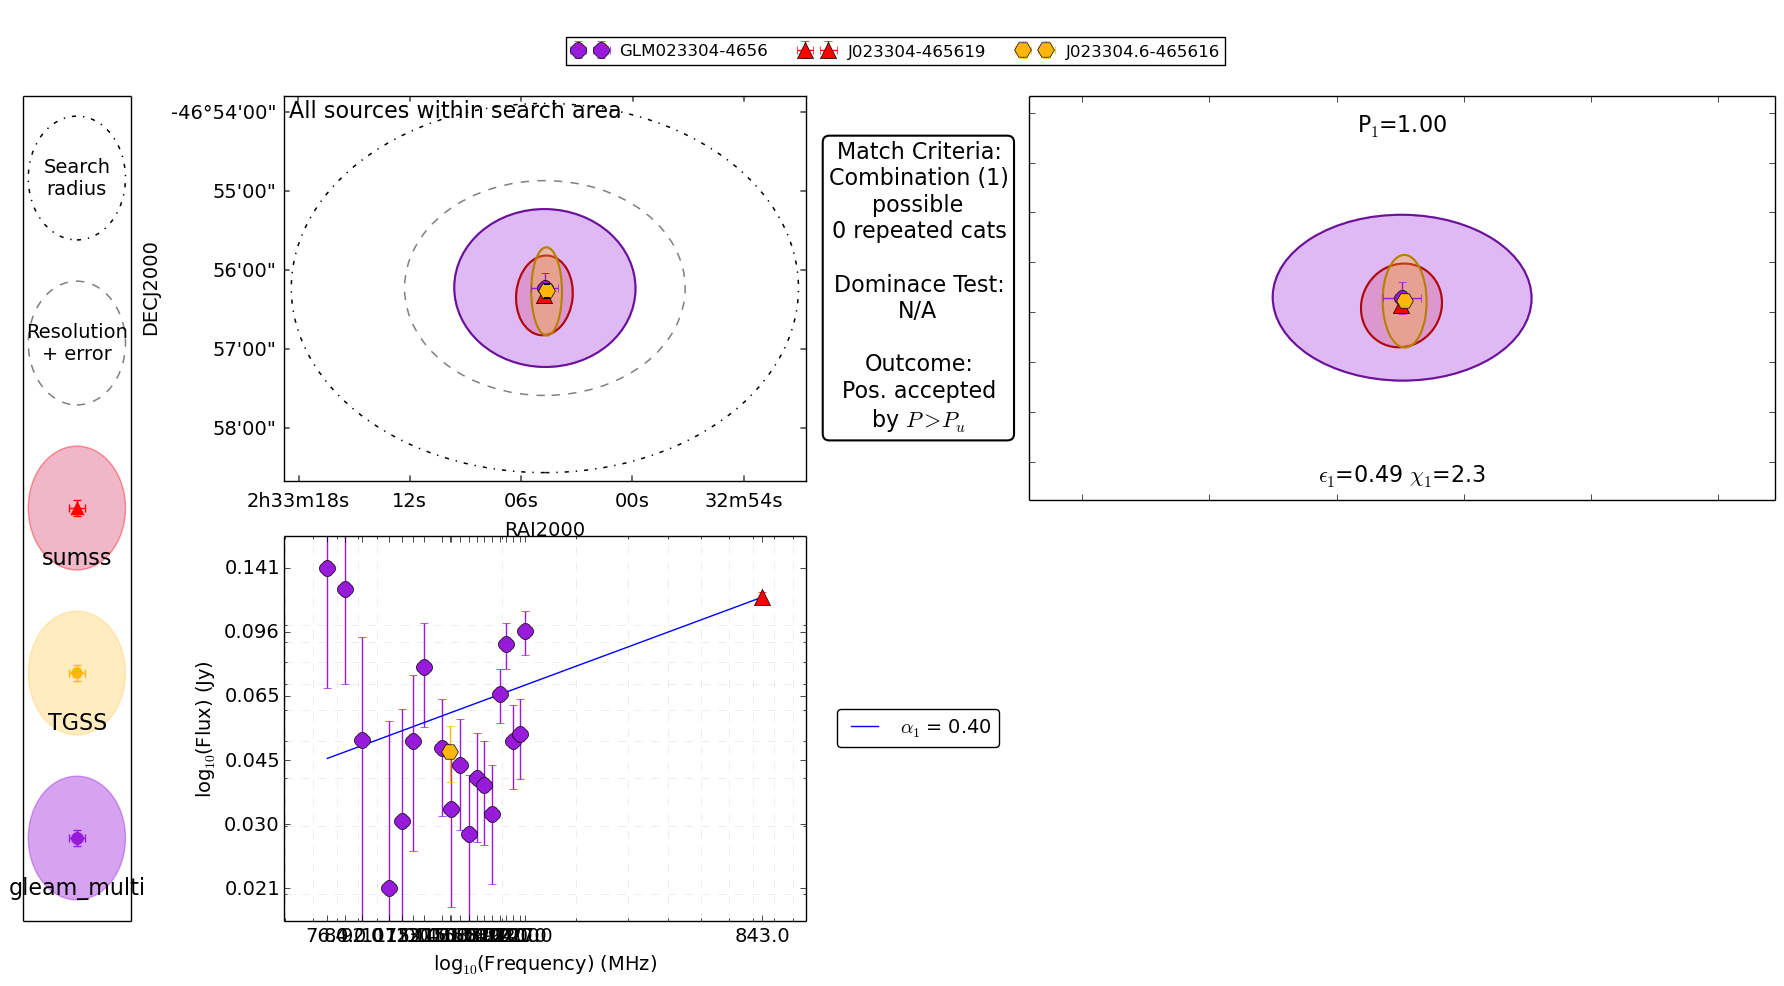 GLM023304-4656 J023304-465619 J023304.6-465616
Search
radius
Resolution
+ error
sumss
TGSS
gleam_multi
All sources within search area
-46°54'00"
55'00"
56'00"
57'00"
58'00"
DECJ2000
2h33m18s 12s 06s 00s 32m54s
RAJ2000
Match Criteria:
Combination (1)
possible
0 repeated cats
Dominace Test:
N/A
Outcome:
Pos. accepted
by P>Pu
P1=1.00
ϵ1=0.49 χ1=2.3
0.141
0.096
0.065
0.045
0.030
0.021
log10(Flux) (Jy)
843.0
log10(Frequency) (MHz)
α1 = 0.40